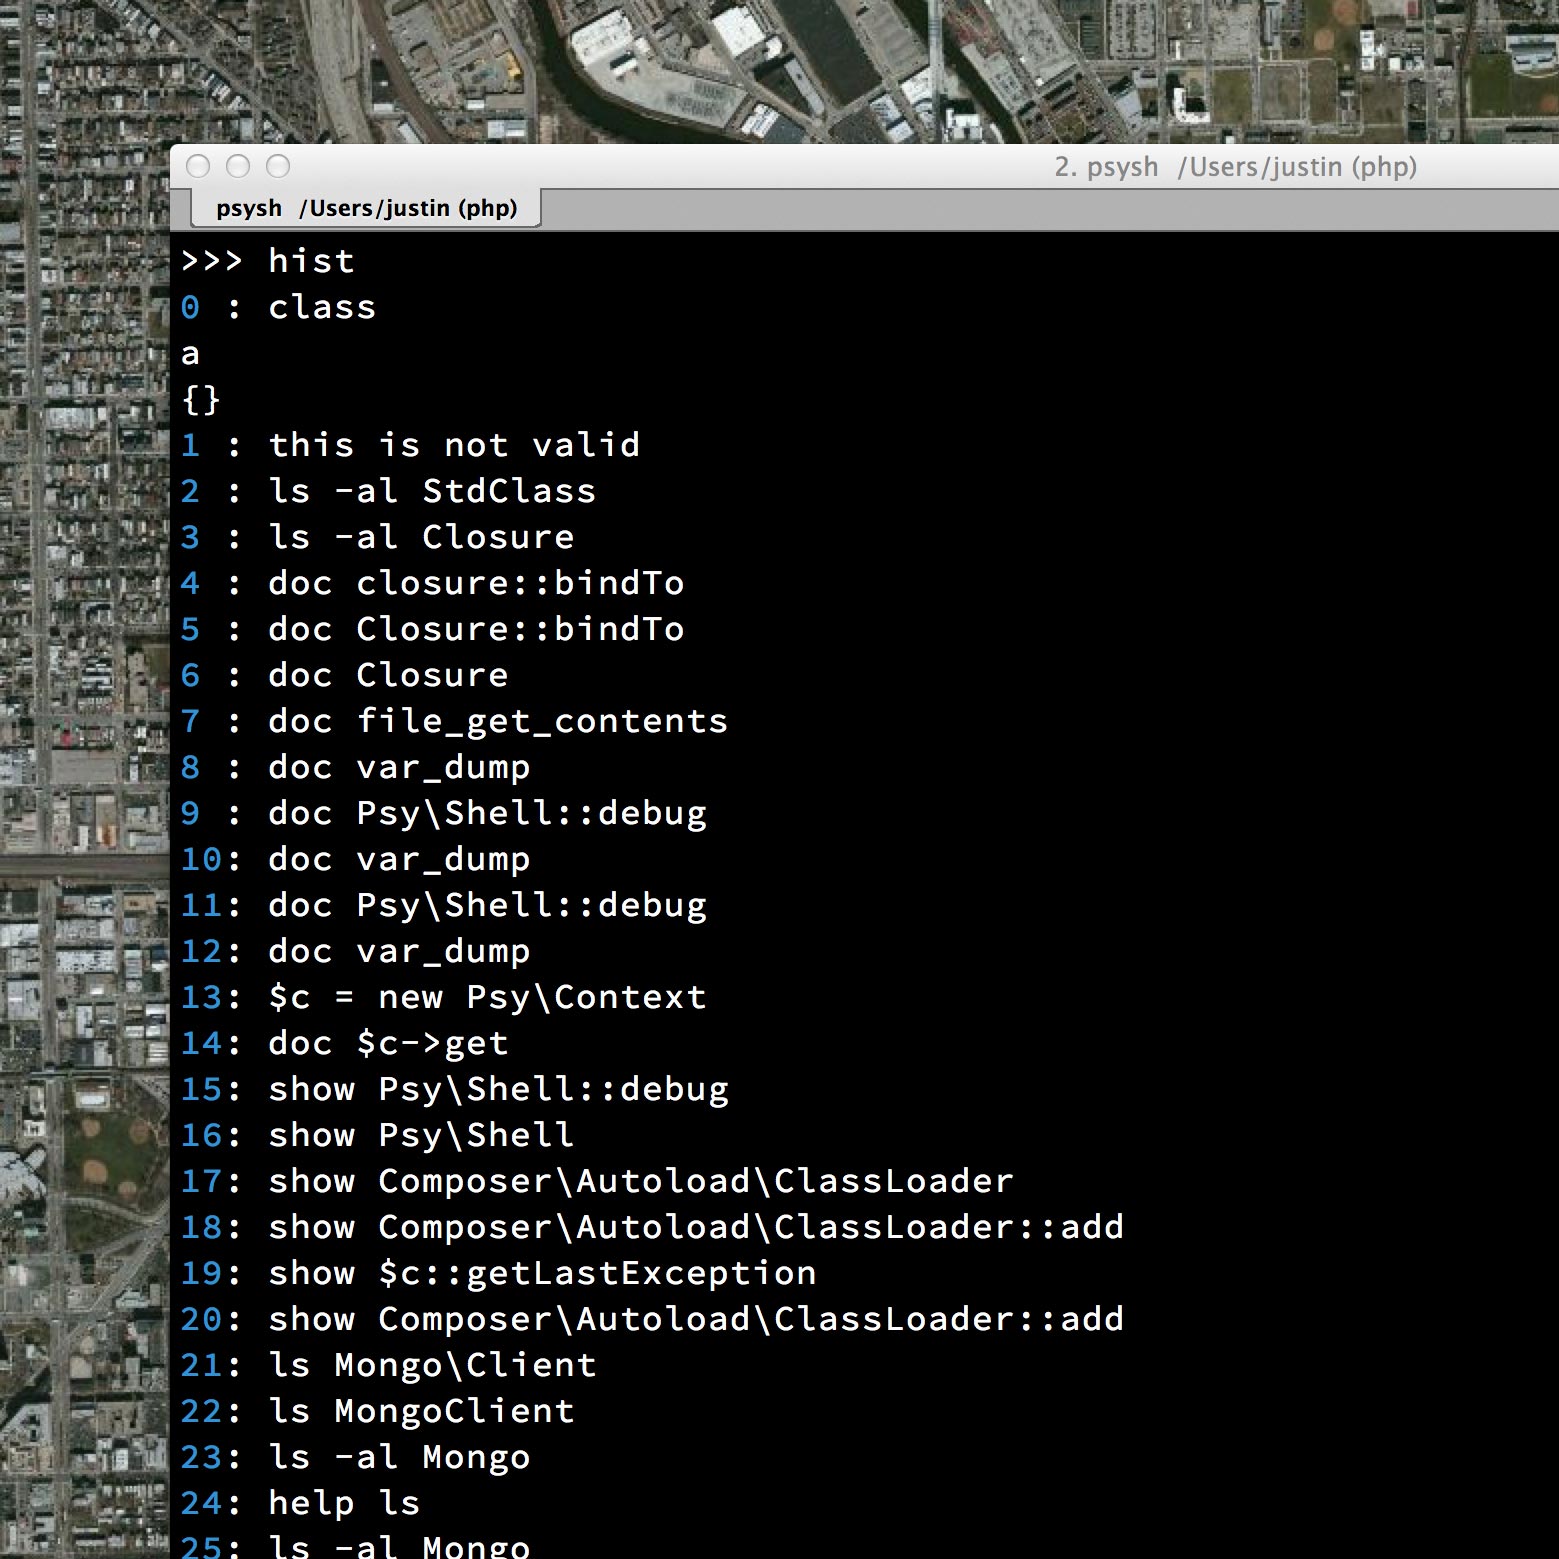 2. psysh /Users/justin (php)
psysh /Users/justin (php)
>>> hist
0 : class
a
{}
1 : this is not valid
2 : ls -al StdClass
3 : ls -al Closure
4 : doc closure::bindTo
5 : doc Closure::bindTo
6 : doc Closure
7 : doc file_get_contents
8 : doc var_dump
9 : doc Psy\Shell::debug
10: doc var_dump
11: doc Psy\Shell::debug
12: doc var_dump
13: $c = new Psy\Context
14: doc $c->get
15: show Psy\Shell::debug
16: show Psy\Shell
17: show Composer\Autoload\ClassLoader
18: show Composer\Autoload\ClassLoader::add
19: show $c::getLastException
20: show Composer\Autoload\ClassLoader::add
21: ls Mongo\Client
22: ls MongoClient
23: ls -al Mongo
24: help ls
25: ls -al Mongo